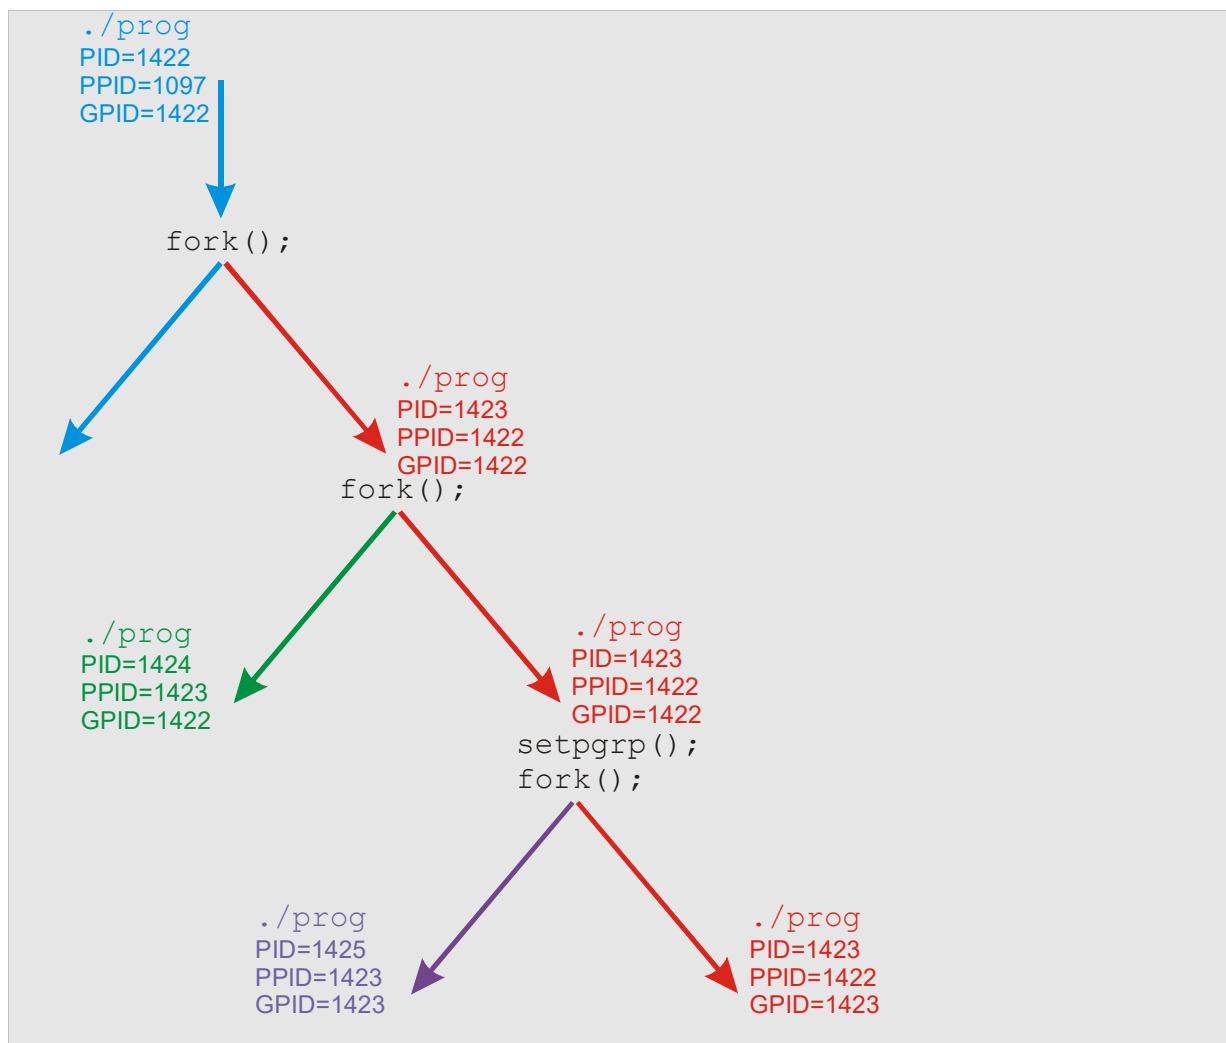 ./prog
PID=1422
PPID=1097
GPID=1422
fork();
./prog
PID=1423
PPID=1422
GPID=1422
fork();
./prog
PID=1424
PPID=1423
GPID=1422
./prog
PID=1423
PPID=1422
GPID=1422
setpgrp();
fork();
./prog
PID=1425
PPID=1423
GPID=1423
./prog
PID=1423
PPID=1422
GPID=1423